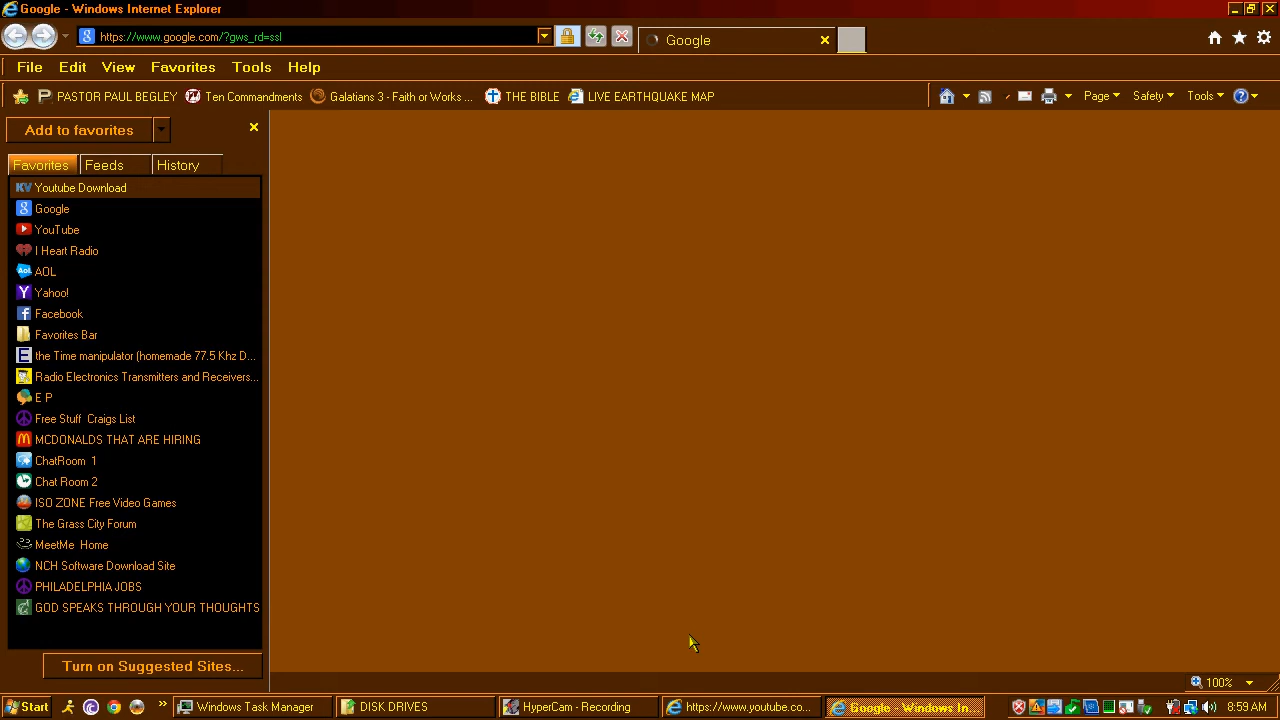 Google - Windows Internet Explorer
https://www.google.com/?gws_rd=ssl
Google
File Edit View Favorites Tools Help
PASTOR PAUL BEGLEY Ten Commandments Galatians 3 - Faith or Works ... THE BIBLE LIVE EARTHQUAKE MAP Page Safety Tools
Add to favorites
Favorites Feeds History
Youtube Download
Google
YouTube
I Heart Radio
AOL
Yahoo!
Facebook
Favorites Bar
the Time manipulator (homemade 77.5 Khz D...
Radio Electronics Transmitters and Receivers...
E P
Free Stuff Craigs List
MCDONALDS THAT ARE HIRING
ChatRoom 1
Chat Room 2
ISO ZONE Free Video Games
The Grass City Forum
MeetMe Home
NCH Software Download Site
PHILADELPHIA JOBS
GOD SPEAKS THROUGH YOUR THOUGHTS
Turn on Suggested Sites...
100%
Start Windows Task Manager DISK DRIVES HyperCam - Recording https://www.youtube.co... Google - Windows In... 8:59 AM